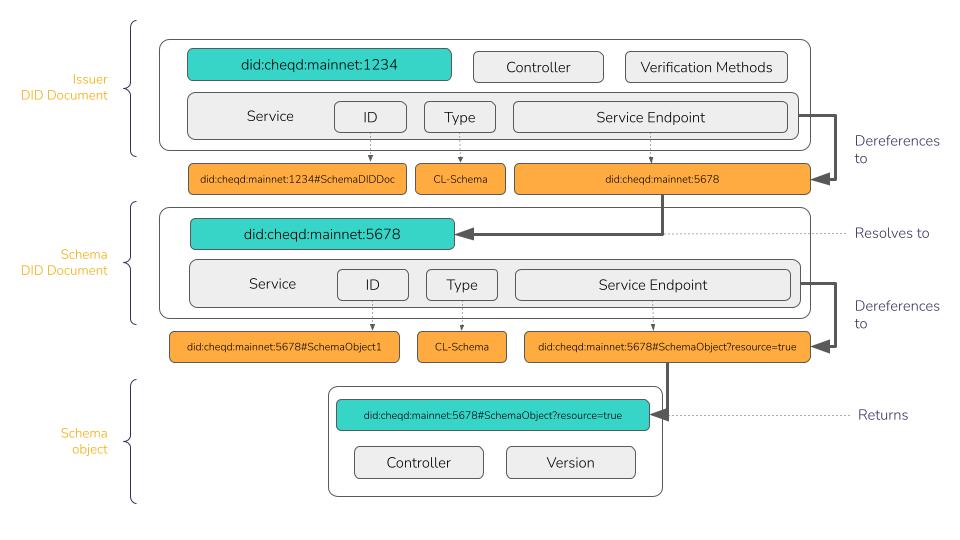 Issuer
DID Document
did:cheqd:mainnet:1234
Controller
Verification Methods
Service
ID
Type
Service Endpoint
Dereferences
to
did:cheqd:mainnet:1234#SchemaDIDDoc
CL-Schema
did:cheqd:mainnet:5678
Schema
DID Document
did:cheqd:mainnet:5678
Resolves to
Service
ID
Type
Service Endpoint
Dereferences
to
did:cheqd:mainnet:5678#SchemaObject1
CL-Schema
did:cheqd:mainnet:5678#SchemaObject?resource=true
Schema
object
did:cheqd:mainnet:5678#SchemaObject?resource=true
Returns
Controller
Version